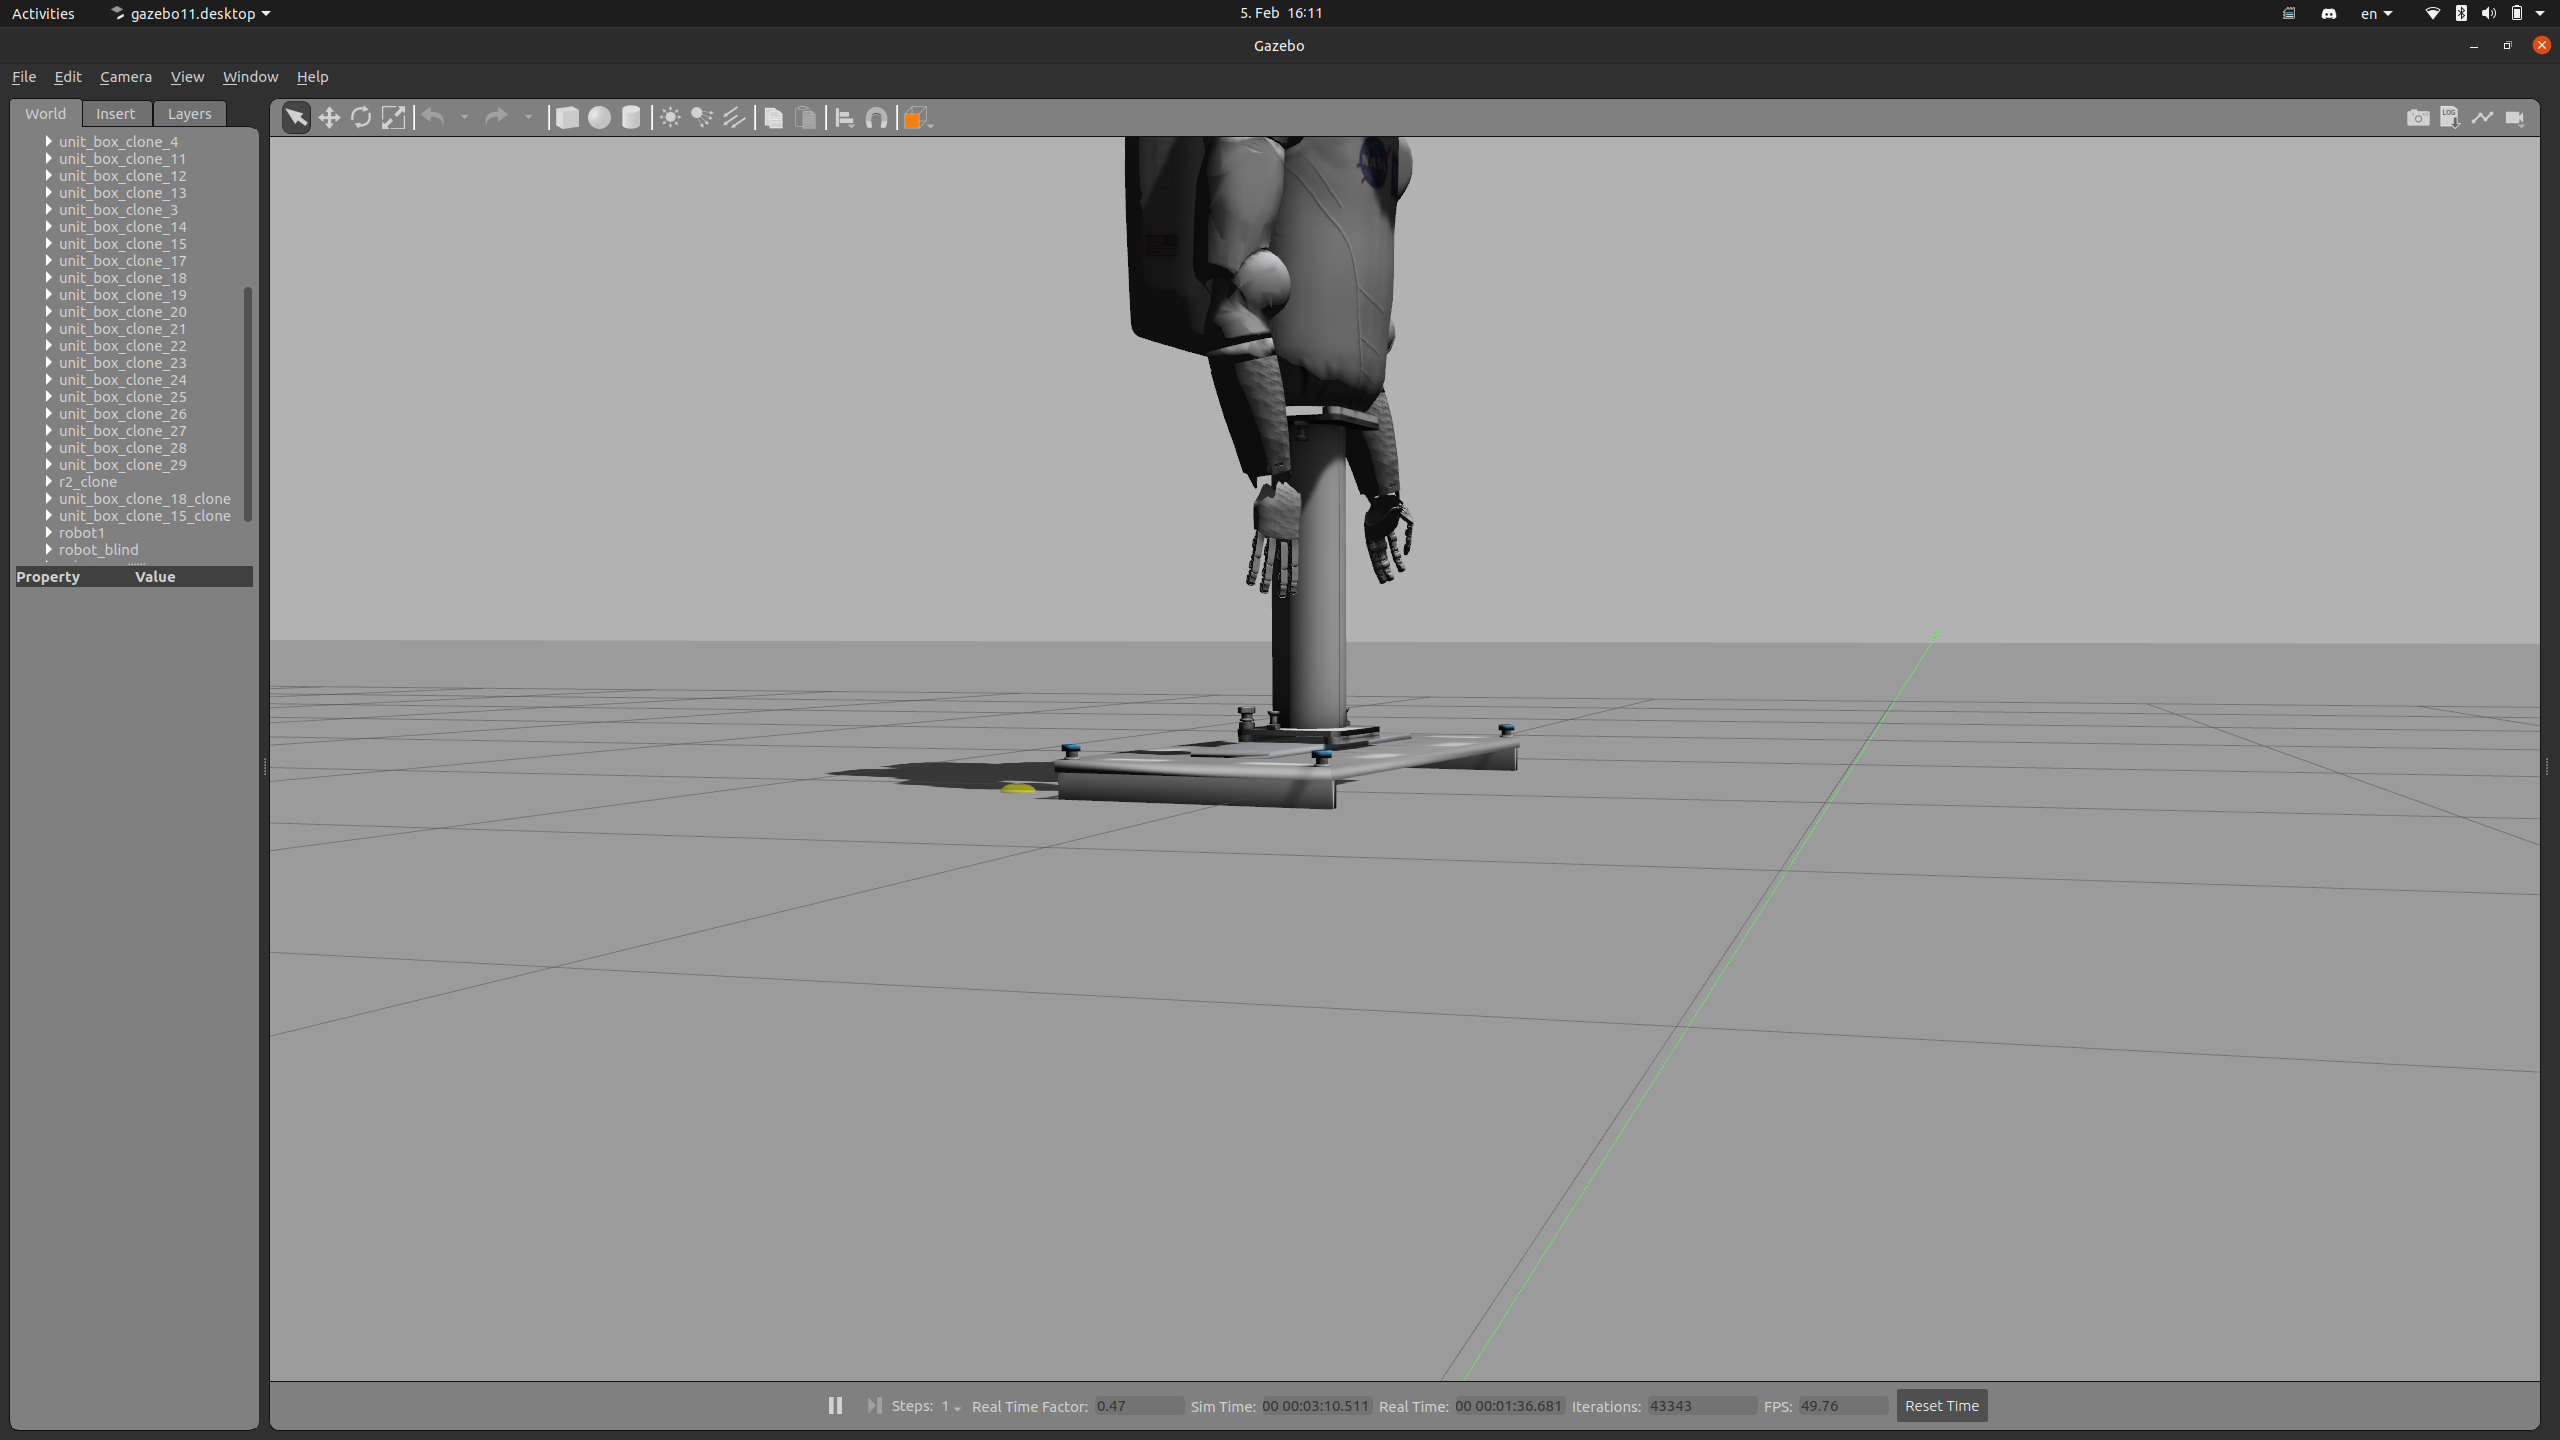 Activities gazebo11.desktop 5. Feb 16:11 en
Gazebo
File Edit Camera View Window Help
World Insert Layers
unit_box_clone_4
unit_box_clone_11
unit_box_clone_12
unit_box_clone_13
unit_box_clone_3
unit_box_clone_14
unit_box_clone_15
unit_box_clone_17
unit_box_clone_18
unit_box_clone_19
unit_box_clone_20
unit_box_clone_21
unit_box_clone_22
unit_box_clone_23
unit_box_clone_24
unit_box_clone_25
unit_box_clone_26
unit_box_clone_27
unit_box_clone_28
unit_box_clone_29
r2_clone
unit_box_clone_18_clone
unit_box_clone_15_clone
robot1
robot_blind
Property Value
LOG
NASA
Steps: 1 Real Time Factor: 0.47 Sim Time: 00 00:03:10.511 Real Time: 00 00:01:36.681 Iterations: 43343 FPS: 49.76 Reset Time